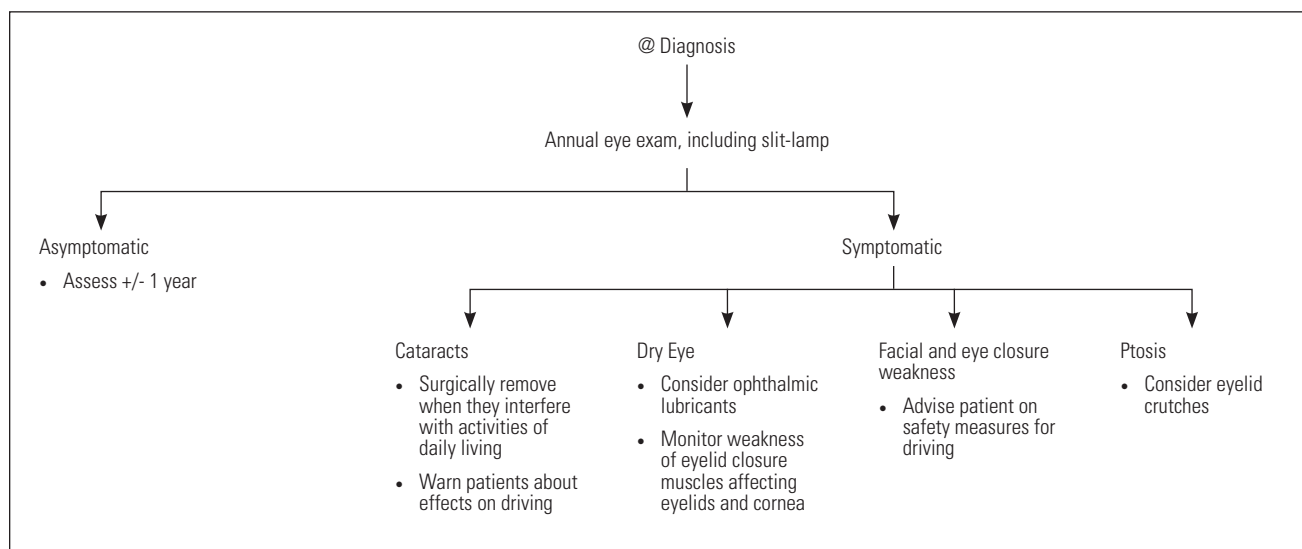 @ Diagnosis
Annual eye exam, including slit-lamp
Asymptomatic
• Assess +/- 1 year
Symptomatic
Cataracts
• Surgically remove
when they interfere
with activities of
daily living
• Warn patients about
effects on driving
Dry Eye
• Consider ophthalmic
lubricants
• Monitor weakness
of eyelid closure
muscles affecting
eyelids and cornea
Facial and eye closure
weakness
• Advise patient on
safety measures for
driving
Ptosis
• Consider eyelid
crutches